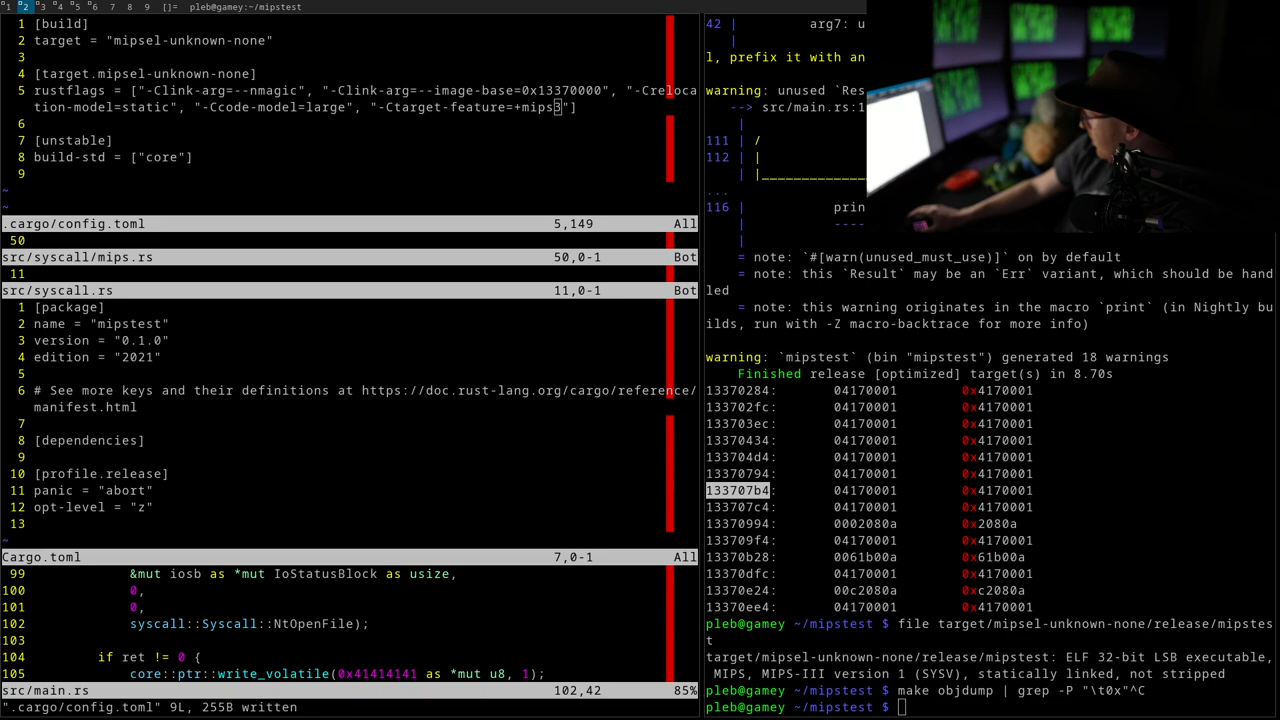 1 2 3 4 5 6 7 8 9 []= pleb@gamey:~/mipstest
1 [build]
2 target = "mipsel-unknown-none"
3
4 [target.mipsel-unknown-none]
5 rustflags = ["-Clink-arg=--nmagic", "-Clink-arg=--image-base=0x13370000", "-Creloca
tion-model=static", "-Ccode-model=large", "-Ctarget-feature=+mips3"]
6
7 [unstable]
8 build-std = ["core"]
9
~
~
.cargo/config.toml 5,149 All
50
src/syscall/mips.rs 50,0-1 Bot
11
src/syscall.rs 11,0-1 Bot
1 [package]
2 name = "mipstest"
3 version = "0.1.0"
4 edition = "2021"
5
6 # See more keys and their definitions at https://doc.rust-lang.org/cargo/reference/
manifest.html
7
8 [dependencies]
9
10 [profile.release]
11 panic = "abort"
12 opt-level = "z"
13
~
Cargo.toml 7,0-1 All
99 &mut iosb as *mut IoStatusBlock as usize,
100 0,
101 0,
102 syscall::Syscall::NtOpenFile);
103
104 if ret != 0 {
105 core::ptr::write_volatile(0x41414141 as *mut u8, 1);
src/main.rs 102,42 85%
".cargo/config.toml" 9L, 255B written
42 | arg7: u
|
l, prefix it with an
warning: unused `Res
--> src/main.rs:1
|
111 | /
112 | |
| |_____________
...
116 | prin
| ----
|
= note: `#[warn(unused_must_use)]` on by default
= note: this `Result` may be an `Err` variant, which should be hand
led
= note: this warning originates in the macro `print` (in Nightly bu
ilds, run with -Z macro-backtrace for more info)
warning: `mipstest` (bin "mipstest") generated 18 warnings
Finished release [optimized] target(s) in 8.70s
13370284: 04170001 0x4170001
133702fc: 04170001 0x4170001
133703ec: 04170001 0x4170001
13370434: 04170001 0x4170001
133704d4: 04170001 0x4170001
13370794: 04170001 0x4170001
133707b4: 04170001 0x4170001
133707c4: 04170001 0x4170001
13370994: 0002080a 0x2080a
133709f4: 04170001 0x4170001
13370b28: 0061b00a 0x61b00a
13370dfc: 04170001 0x4170001
13370e24: 00c2080a 0xc2080a
13370ee4: 04170001 0x4170001
pleb@gamey ~/mipstest $ file target/mipsel-unknown-none/release/mipstes
t
target/mipsel-unknown-none/release/mipstest: ELF 32-bit LSB executable,
MIPS, MIPS-III version 1 (SYSV), statically linked, not stripped
pleb@gamey ~/mipstest $ make objdump | grep -P "\t0x"^C
pleb@gamey ~/mipstest $